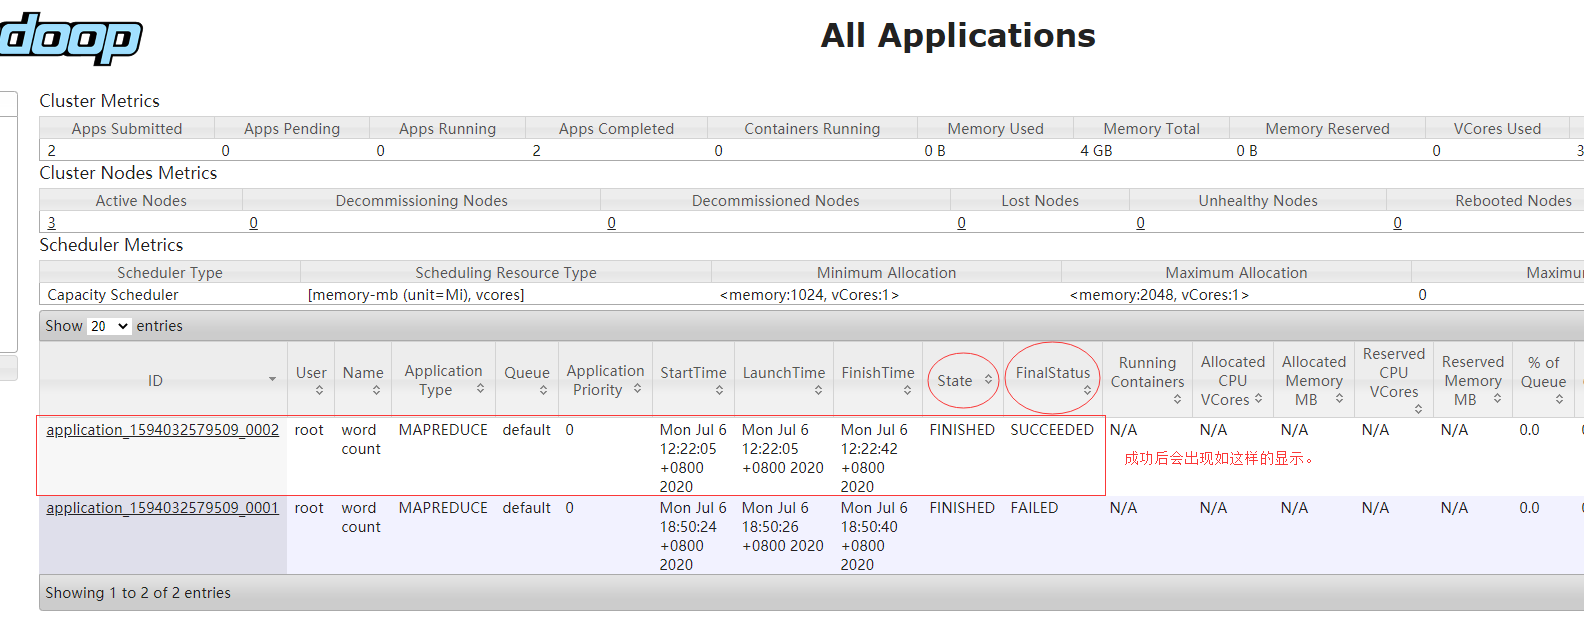 doop
All Applications
Cluster Metrics
Apps Submitted Apps Pending Apps Running Apps Completed Containers Running Memory Used Memory Total Memory Reserved VCores Used
2 0 0 2 0 0 B 4 GB 0 B 0 3
Cluster Nodes Metrics
Active Nodes Decommissioning Nodes Decommissioned Nodes Lost Nodes Unhealthy Nodes Rebooted Nodes
3 0 0 0 0 0
Scheduler Metrics
Scheduler Type Scheduling Resource Type Minimum Allocation Maximum Allocation Maximu
Capacity Scheduler [memory-mb (unit=Mi), vcores] <memory:1024, vCores:1> <memory:2048, vCores:1> 0
Show 20 entries
ID User Name Application Type Queue Application Priority StartTime LaunchTime FinishTime State FinalStatus Running Containers Allocated CPU VCores Allocated Memory MB Reserved CPU VCores Reserved Memory MB % of Queue
application_1594032579509_0002 root word count MAPREDUCE default 0 Mon Jul 6 12:22:05 +0800 2020 Mon Jul 6 12:22:05 +0800 2020 Mon Jul 6 12:22:42 +0800 2020 FINISHED SUCCEEDED N/A N/A N/A N/A N/A 0.0
成功后会出现如这样的显示。
application_1594032579509_0001 root word count MAPREDUCE default 0 Mon Jul 6 18:50:24 +0800 2020 Mon Jul 6 18:50:26 +0800 2020 Mon Jul 6 18:50:40 +0800 2020 FINISHED FAILED N/A N/A N/A N/A N/A 0.0
Showing 1 to 2 of 2 entries